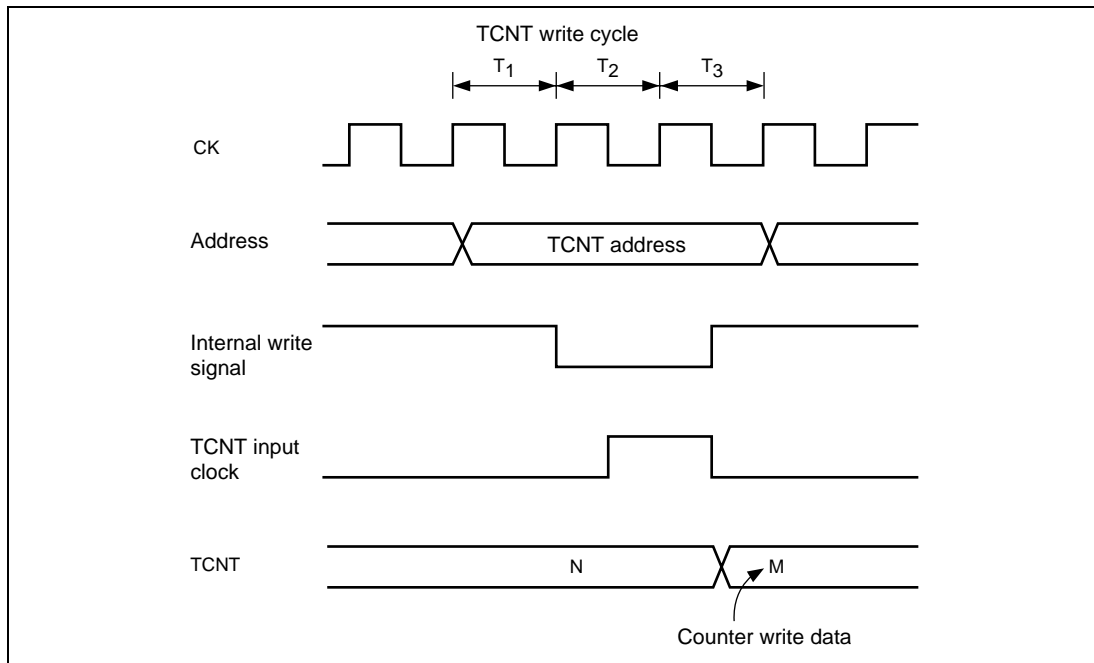 TCNT write cycle
T1 T2 T3
CK
Address
TCNT address
Internal write
signal
TCNT input
clock
TCNT
N
M
Counter write data